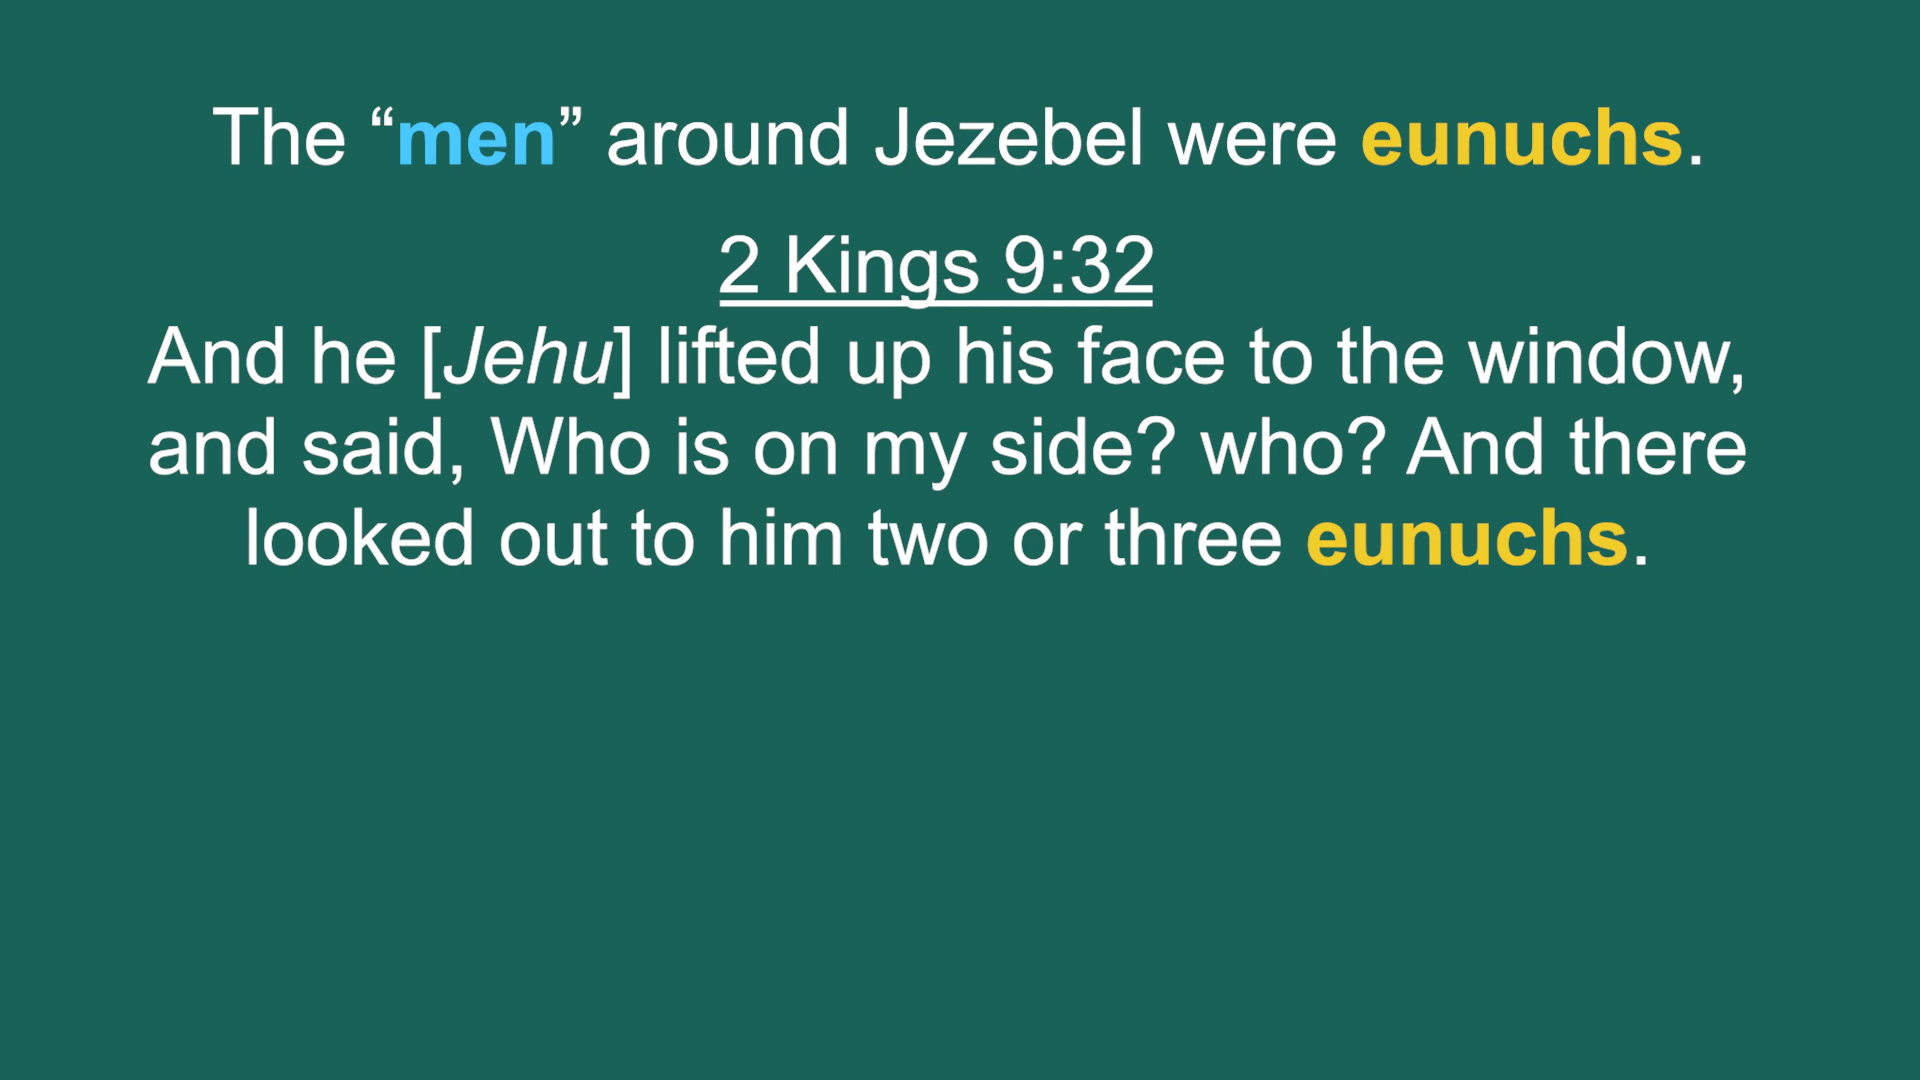 The “men” around Jezebel were eunuchs.
2 Kings 9:32
And he [Jehu] lifted up his face to the window,
and said, Who is on my side? who? And there
looked out to him two or three eunuchs.